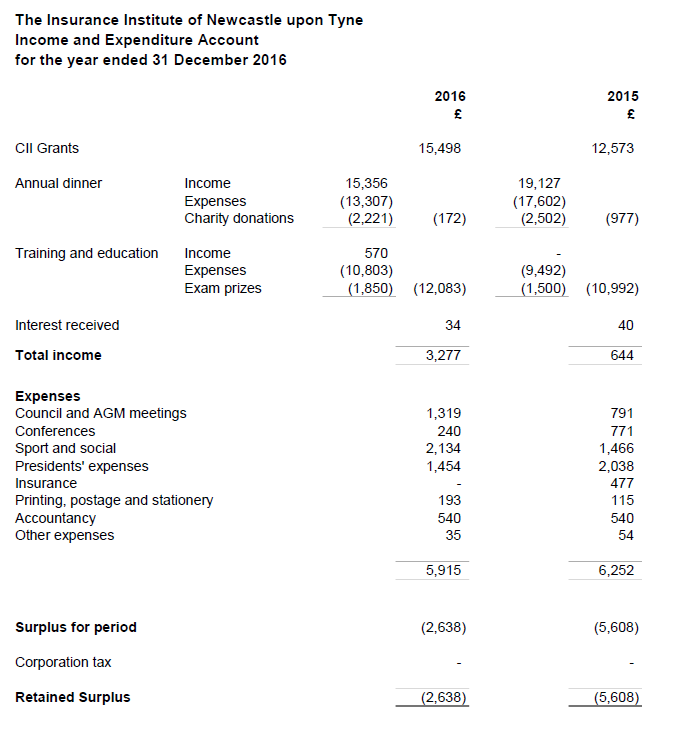 The Insurance Institute of Newcastle upon Tyne
Income and Expenditure Account
for the year ended 31 December 2016
2016 2015
£ £
CII Grants 15,498 12,573
Annual dinner Income 15,356 19,127
Expenses (13,307) (17,602)
Charity donations (2,221) (172) (2,502) (977)
Training and education Income 570 -
Expenses (10,803) (9,492)
Exam prizes (1,850) (12,083) (1,500) (10,992)
Interest received 34 40
Total income 3,277 644
Expenses
Council and AGM meetings 1,319 791
Conferences 240 771
Sport and social 2,134 1,466
Presidents' expenses 1,454 2,038
Insurance - 477
Printing, postage and stationery 193 115
Accountancy 540 540
Other expenses 35 54
5,915 6,252
Surplus for period (2,638) (5,608)
Corporation tax - -
Retained Surplus (2,638) (5,608)